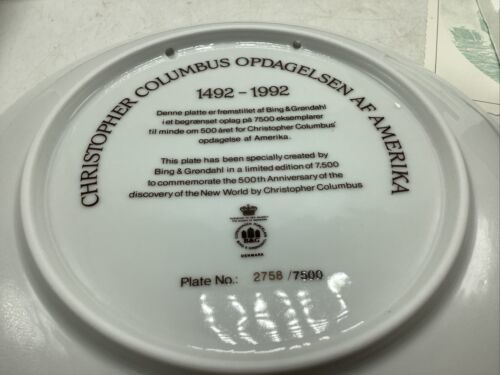 CHRISTOPHER COLUMBUS OPDAGELSEN AF AMERIKA
1492 - 1992
Denne platte er fremstillet af Bing & Grøndahl
i et begrænset oplag på 7500 eksemplarer
til minde om 500 året for Christopher Columbus'
opdagelse af Amerika.
This plate has been specially created by
Bing & Grøndahl in a limited edition of 7,500
to commemorate the 500th Anniversary of the
discovery of the New World by Christopher Columbus
B&G
DENMARK
Plate No.: 2758 / 7500